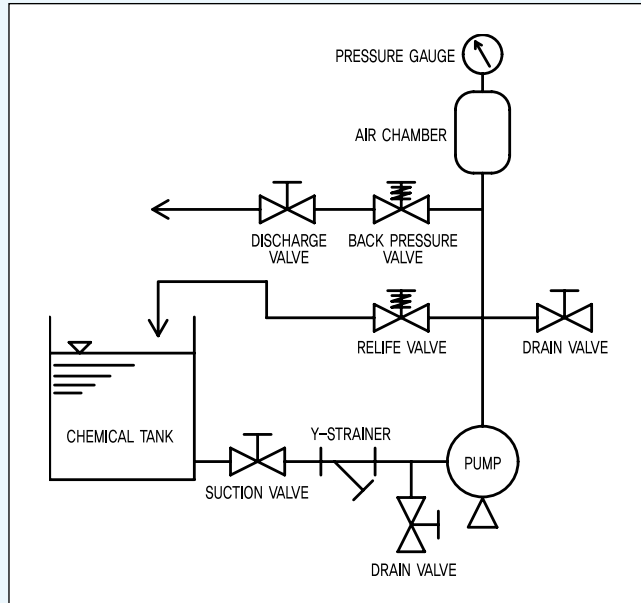 PRESSURE GAUGE
AIR CHAMBER
DISCHARGE
VALVE
BACK PRESSURE
VALVE
RELIFE VALVE
DRAIN VALVE
CHEMICAL TANK
Y-STRAINER
PUMP
SUCTION VALVE
DRAIN VALVE